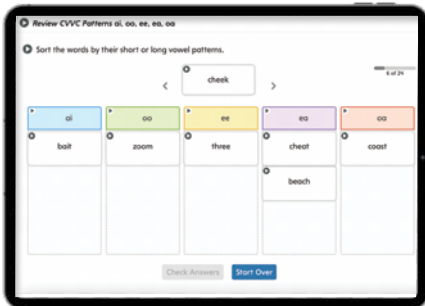 Review CVVC Patterns ai, oo, ee, ea, oa
Sort the words by their short or long vowel patterns.
cheek
6 of 24
ai oo ee ea oa
bait zoom three cheat coast
beach
Check Answers Start Over